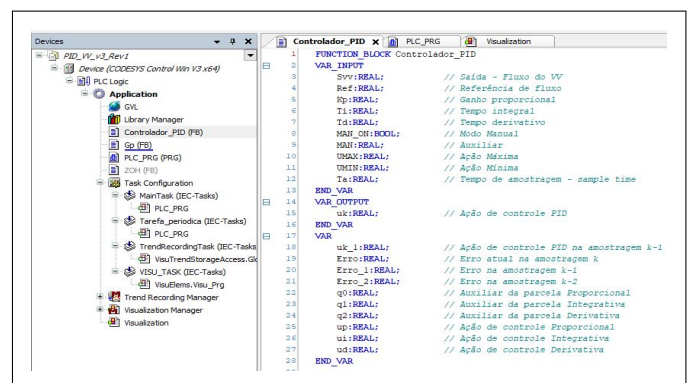 Devices
PID_VV_v3_Rev1
Device (CODESYS Control Win V3 x64)
PLC Logic
Application
GVL
Library Manager
Controlador_PID (FB)
Gp (FB)
PLC_PRG (PRG)
ZOH (FB)
Task Configuration
MainTask (IEC-Tasks)
PLC_PRG
Tarefa_periodica (IEC-Tasks)
PLC_PRG
TrendRecordingTask (IEC-Tasks
VisuTrendStorageAccess.Glo
VISU_TASK (IEC-Tasks)
VisuElems.Visu_Prg
Trend Recording Manager
Visualization Manager
Visualization
Controlador_PID X PLC_PRG Visualization
1 FUNCTION_BLOCK Controlador_PID
2 VAR_INPUT
3 Svv:REAL; // Saída - Fluxo do VV
4 Ref:REAL; // Referência de fluxo
5 Kp:REAL; // Ganho proporcional
6 Ti:REAL; // Tempo integral
7 Td:REAL; // Tempo derivativo
8 MAN_ON:BOOL; // Modo Manual
9 MAN:REAL; // Auxiliar
10 UMAX:REAL; // Ação Máxima
11 UMIN:REAL; // Ação Mínima
12 Ta:REAL; // Tempo de amostragem - sample time
13 END_VAR
14 VAR_OUTPUT
15 uk:REAL; // Ação de controle PID
16 END_VAR
17 VAR
18 uk_1:REAL; // Ação de controle PID na amostragem k-1
19 Erro:REAL; // Erro atual na amostragem k
20 Erro_1:REAL; // Erro na amostragem k-1
21 Erro_2:REAL; // Erro na amostragem k-2
22 q0:REAL; // Auxiliar da parcela Proporcional
23 q1:REAL; // Auxiliar da parcela Integrativa
24 q2:REAL; // Auxiliar da parcela Derivativa
25 up:REAL; // Ação de controle Proporcional
26 ui:REAL; // Ação de controle Integrativa
27 ud:REAL; // Ação de controle Derivativa
28 END_VAR